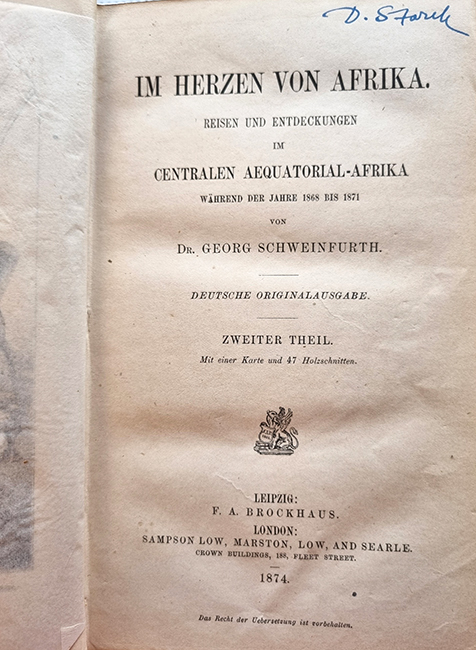 D. Stark
IM HERZEN VON AFRIKA.
REISEN UND ENTDECKUNGEN
IM
CENTRALEN AEQUATORIAL-AFRIKA
WÄHREND DER JAHRE 1868 BIS 1871
VON
DR. GEORG SCHWEINFURTH.
DEUTSCHE ORIGINALAUSGABE.
ZWEITER THEIL.
Mit einer Karte und 47 Holzschnitten.
LEIPZIG:
F. A. BROCKHAUS.
LONDON:
SAMPSON LOW, MARSTON, LOW, AND SEARLE.
CROWN BUILDINGS, 188, FLEET STREET.
1874.
Das Recht der Uebersetzung ist vorbehalten.